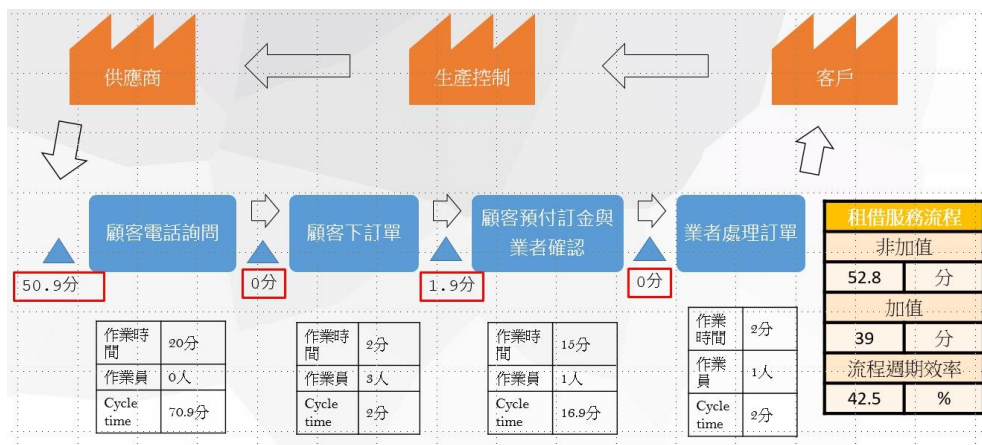 供應商
生產控制
客戶
顧客電話詢問
顧客下訂單
顧客預付訂金與
業者確認
業者處理訂單
50.9分
0分
1.9分
0分
作業時
間
20分
作業員
0人
Cycle
time
70.9分
作業時
間
2分
作業員
3人
Cycle
time
2分
作業時
間
15分
作業員
1人
Cycle
time
16.9分
作業
時間
2分
作業
員
1人
Cycle
time
2分
租借服務流程
非加值
52.8
分
加值
39
分
流程週期效率
42.5
%